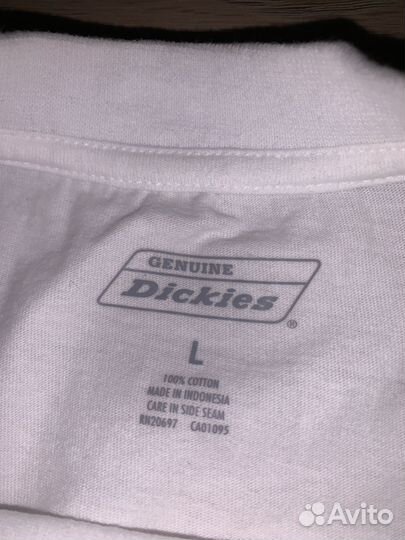 GENUINE
Dickies
®
L
100% COTTON
MADE IN INDONESIA
CARE IN SIDE SEAM
RN20697 CA01095
Avito